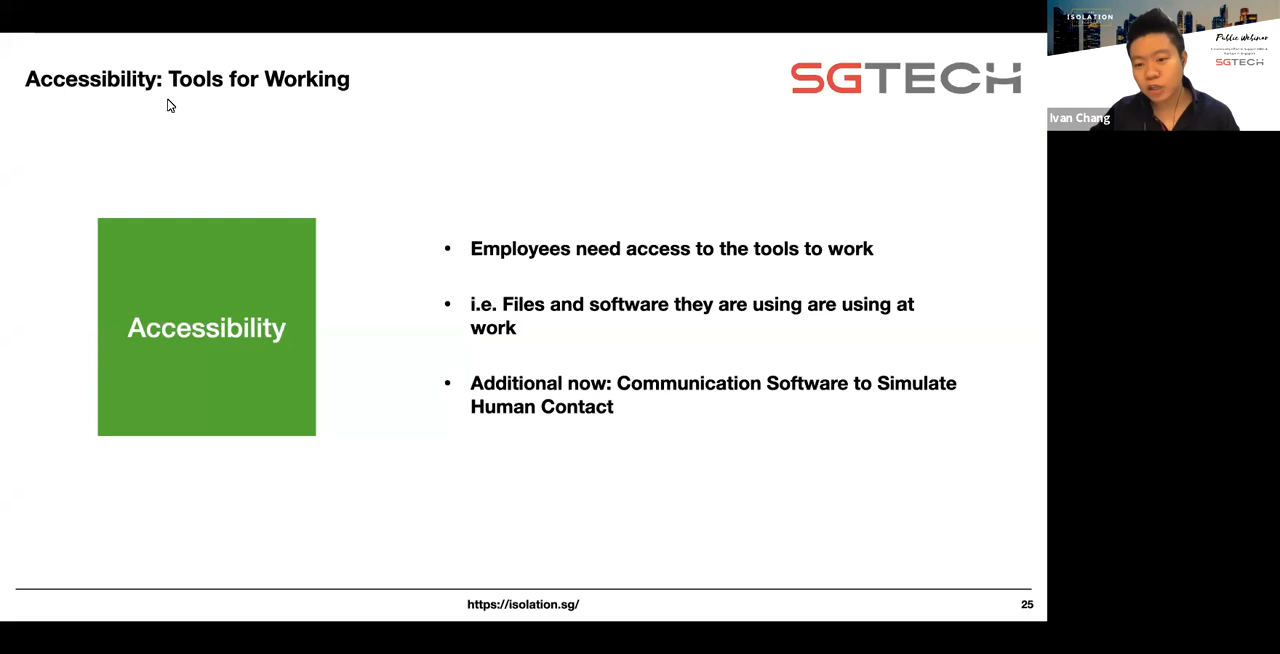 Accessibility: Tools for Working
SGTECH
Accessibility
• Employees need access to the tools to work
• i.e. Files and software they are using are using at
work
• Additional now: Communication Software to Simulate
Human Contact
https://isolation.sg/
25
ISOLATION
Public Webinar
SGTECH
Ivan Chang